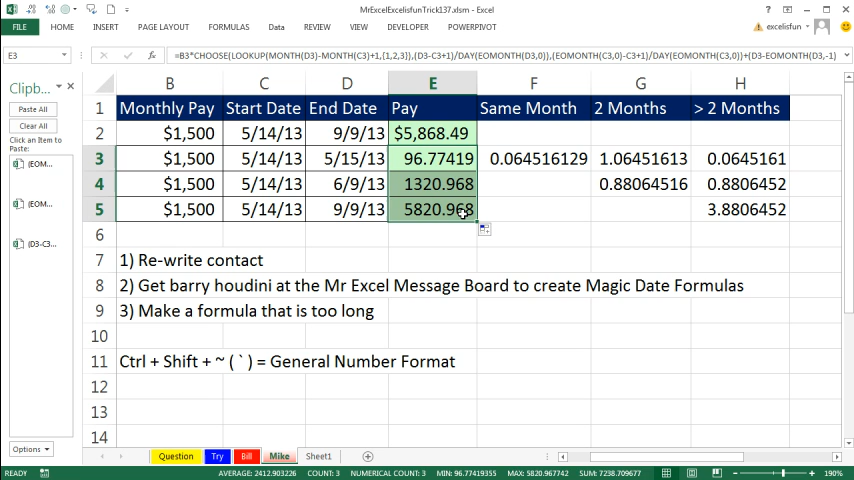 MrExcelExcelisfunTrick137.xlsm - Excel
FILE HOME INSERT PAGE LAYOUT FORMULAS Data REVIEW VIEW DEVELOPER POWERPIVOT excelisfun
E3 fx =B3*CHOOSE(LOOKUP(MONTH(D3)-MONTH(C3)+1,{1,2,3}),(D3-C3+1)/DAY(EOMONTH(D3,0)),(EOMONTH(C3,0)-C3+1)/DAY(EOMONTH(C3,0))+(D3-EOMONTH(D3,-1)
Clipb...
Paste All
Clear All
Click an Item to
Paste:
(EOM...
(EOM...
(D3-C3...
Options
B C D E F G H
1 Monthly Pay Start Date End Date Pay Same Month 2 Months > 2 Months
2 $1,500 5/14/13 9/9/13 $5,868.49
3 $1,500 5/14/13 5/15/13 96.77419 0.064516129 1.06451613 0.0645161
4 $1,500 5/14/13 6/9/13 1320.968 0.88064516 0.8806452
5 $1,500 5/14/13 9/9/13 5820.968 3.8806452
6
7 1) Re-write contact
8 2) Get barry houdini at the Mr Excel Message Board to create Magic Date Formulas
9 3) Make a formula that is too long
10
11 Ctrl + Shift + ~ ( ` ) = General Number Format
12
13
14
Question Try Bill Mike Sheet1
READY AVERAGE: 2412.903226 COUNT: 3 NUMERICAL COUNT: 3 MIN: 96.77419355 MAX: 5820.967742 SUM: 7238.709677 190%